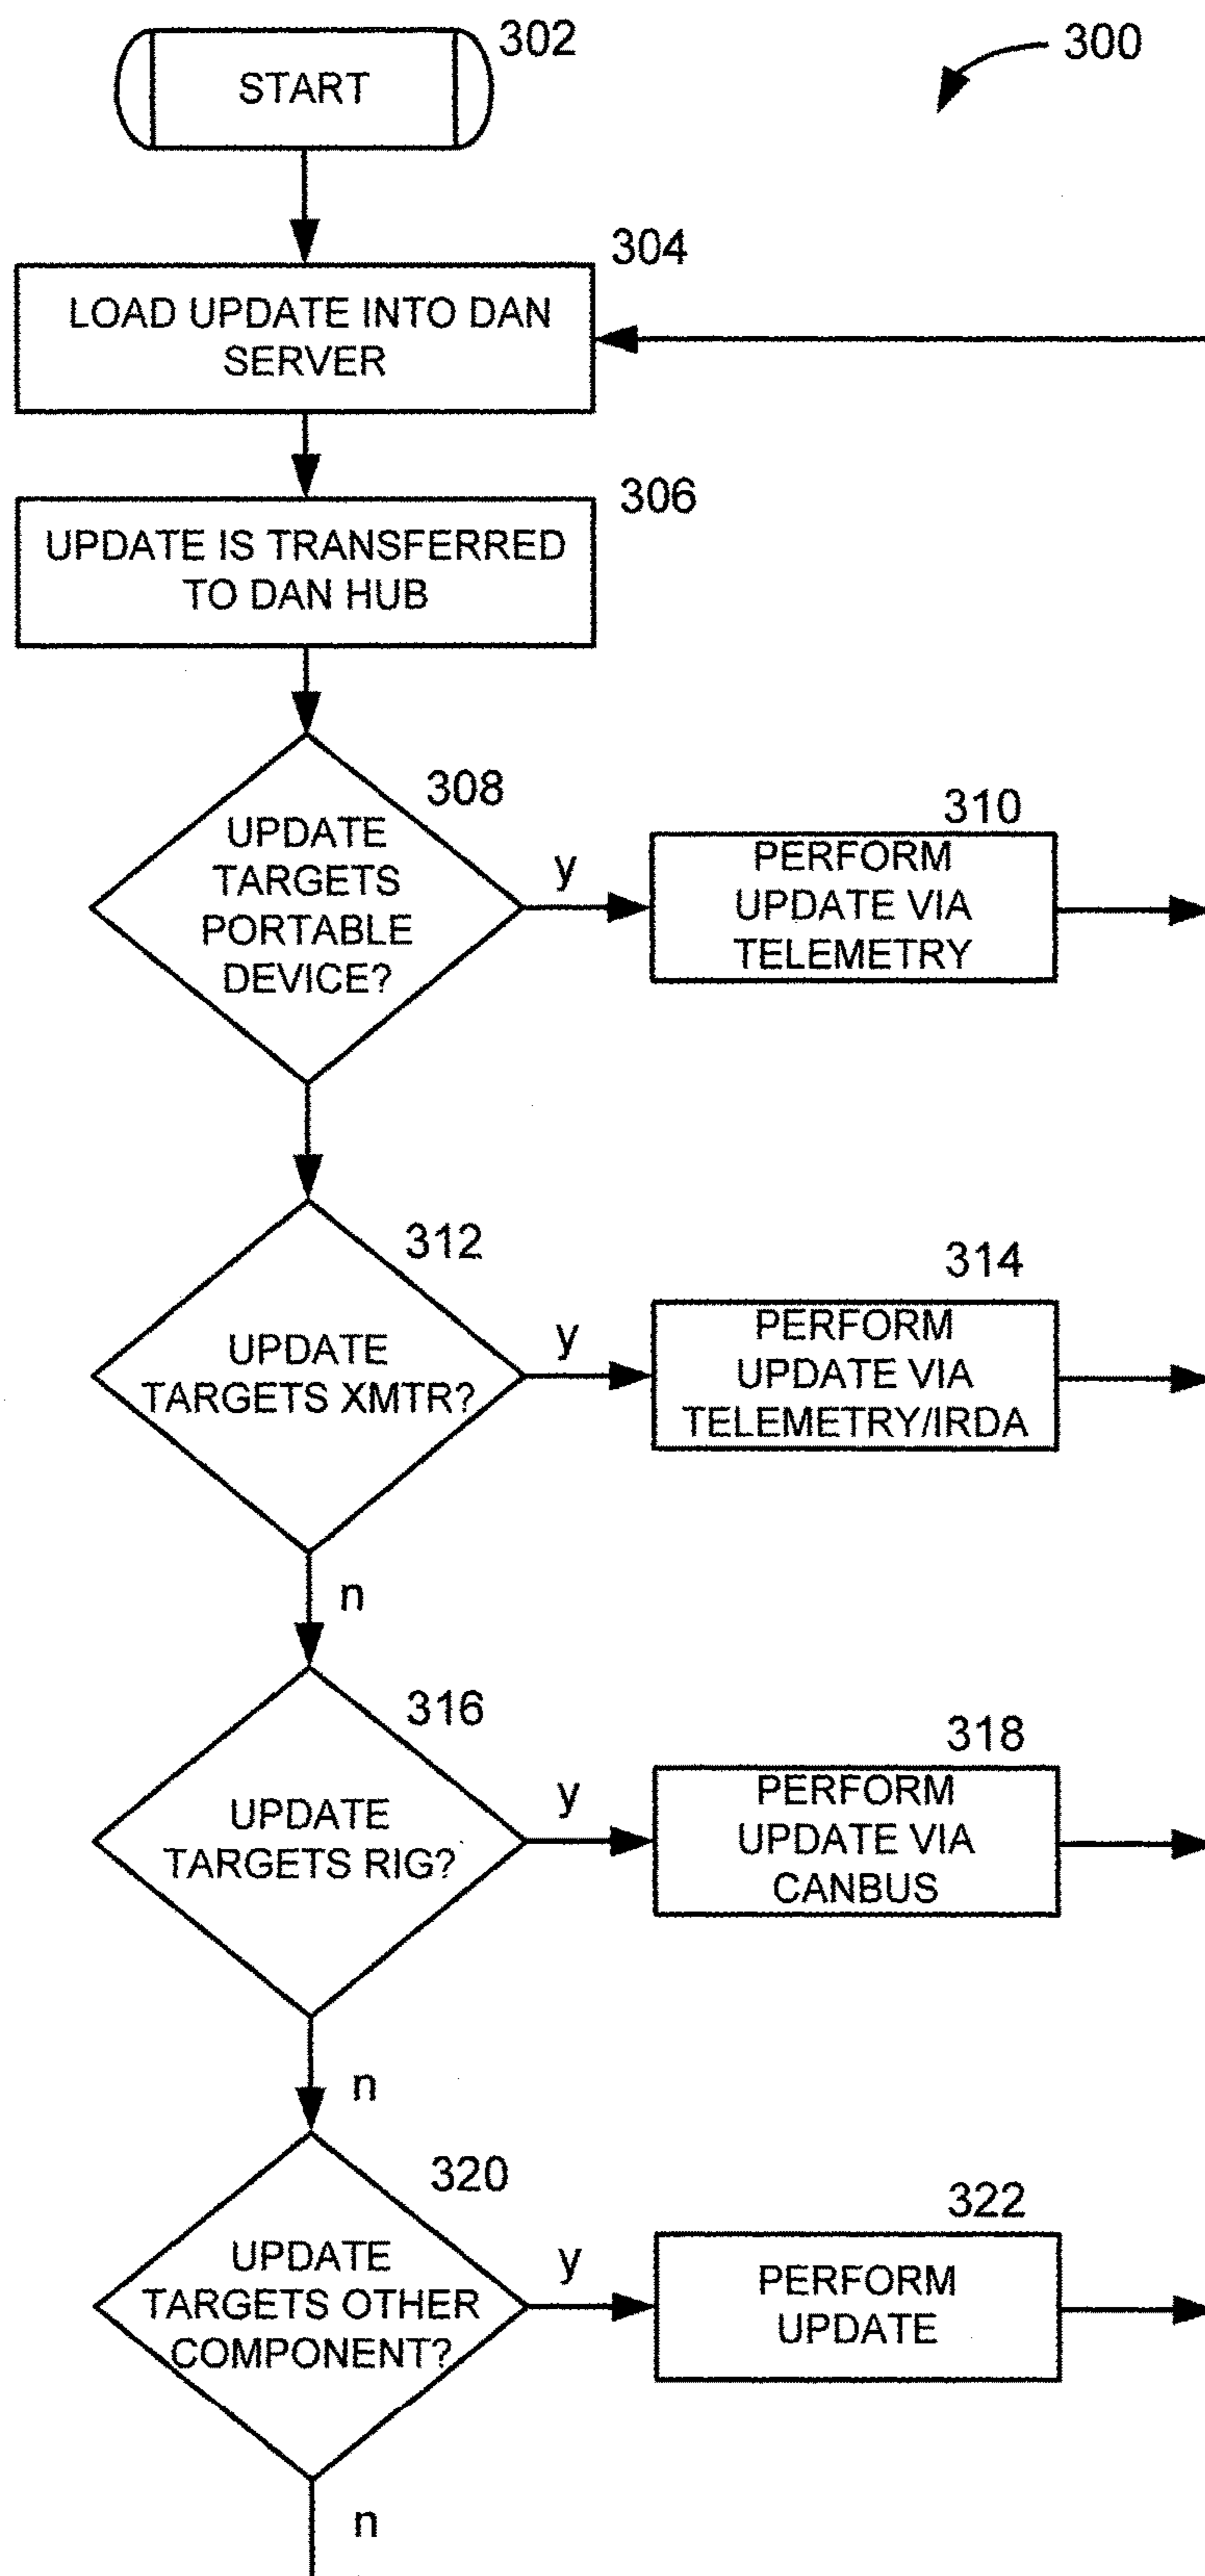 302
300
START
304
LOAD UPDATE INTO DAN
SERVER
306
UPDATE IS TRANSFERRED
TO DAN HUB
308
UPDATE
TARGETS
PORTABLE
DEVICE?
y
310
PERFORM
UPDATE VIA
TELEMETRY
312
UPDATE
TARGETS XMTR?
y
314
PERFORM
UPDATE VIA
TELEMETRY/IRDA
n
316
UPDATE
TARGETS RIG?
y
318
PERFORM
UPDATE VIA
CANBUS
n
320
UPDATE
TARGETS OTHER
COMPONENT?
y
322
PERFORM
UPDATE
n